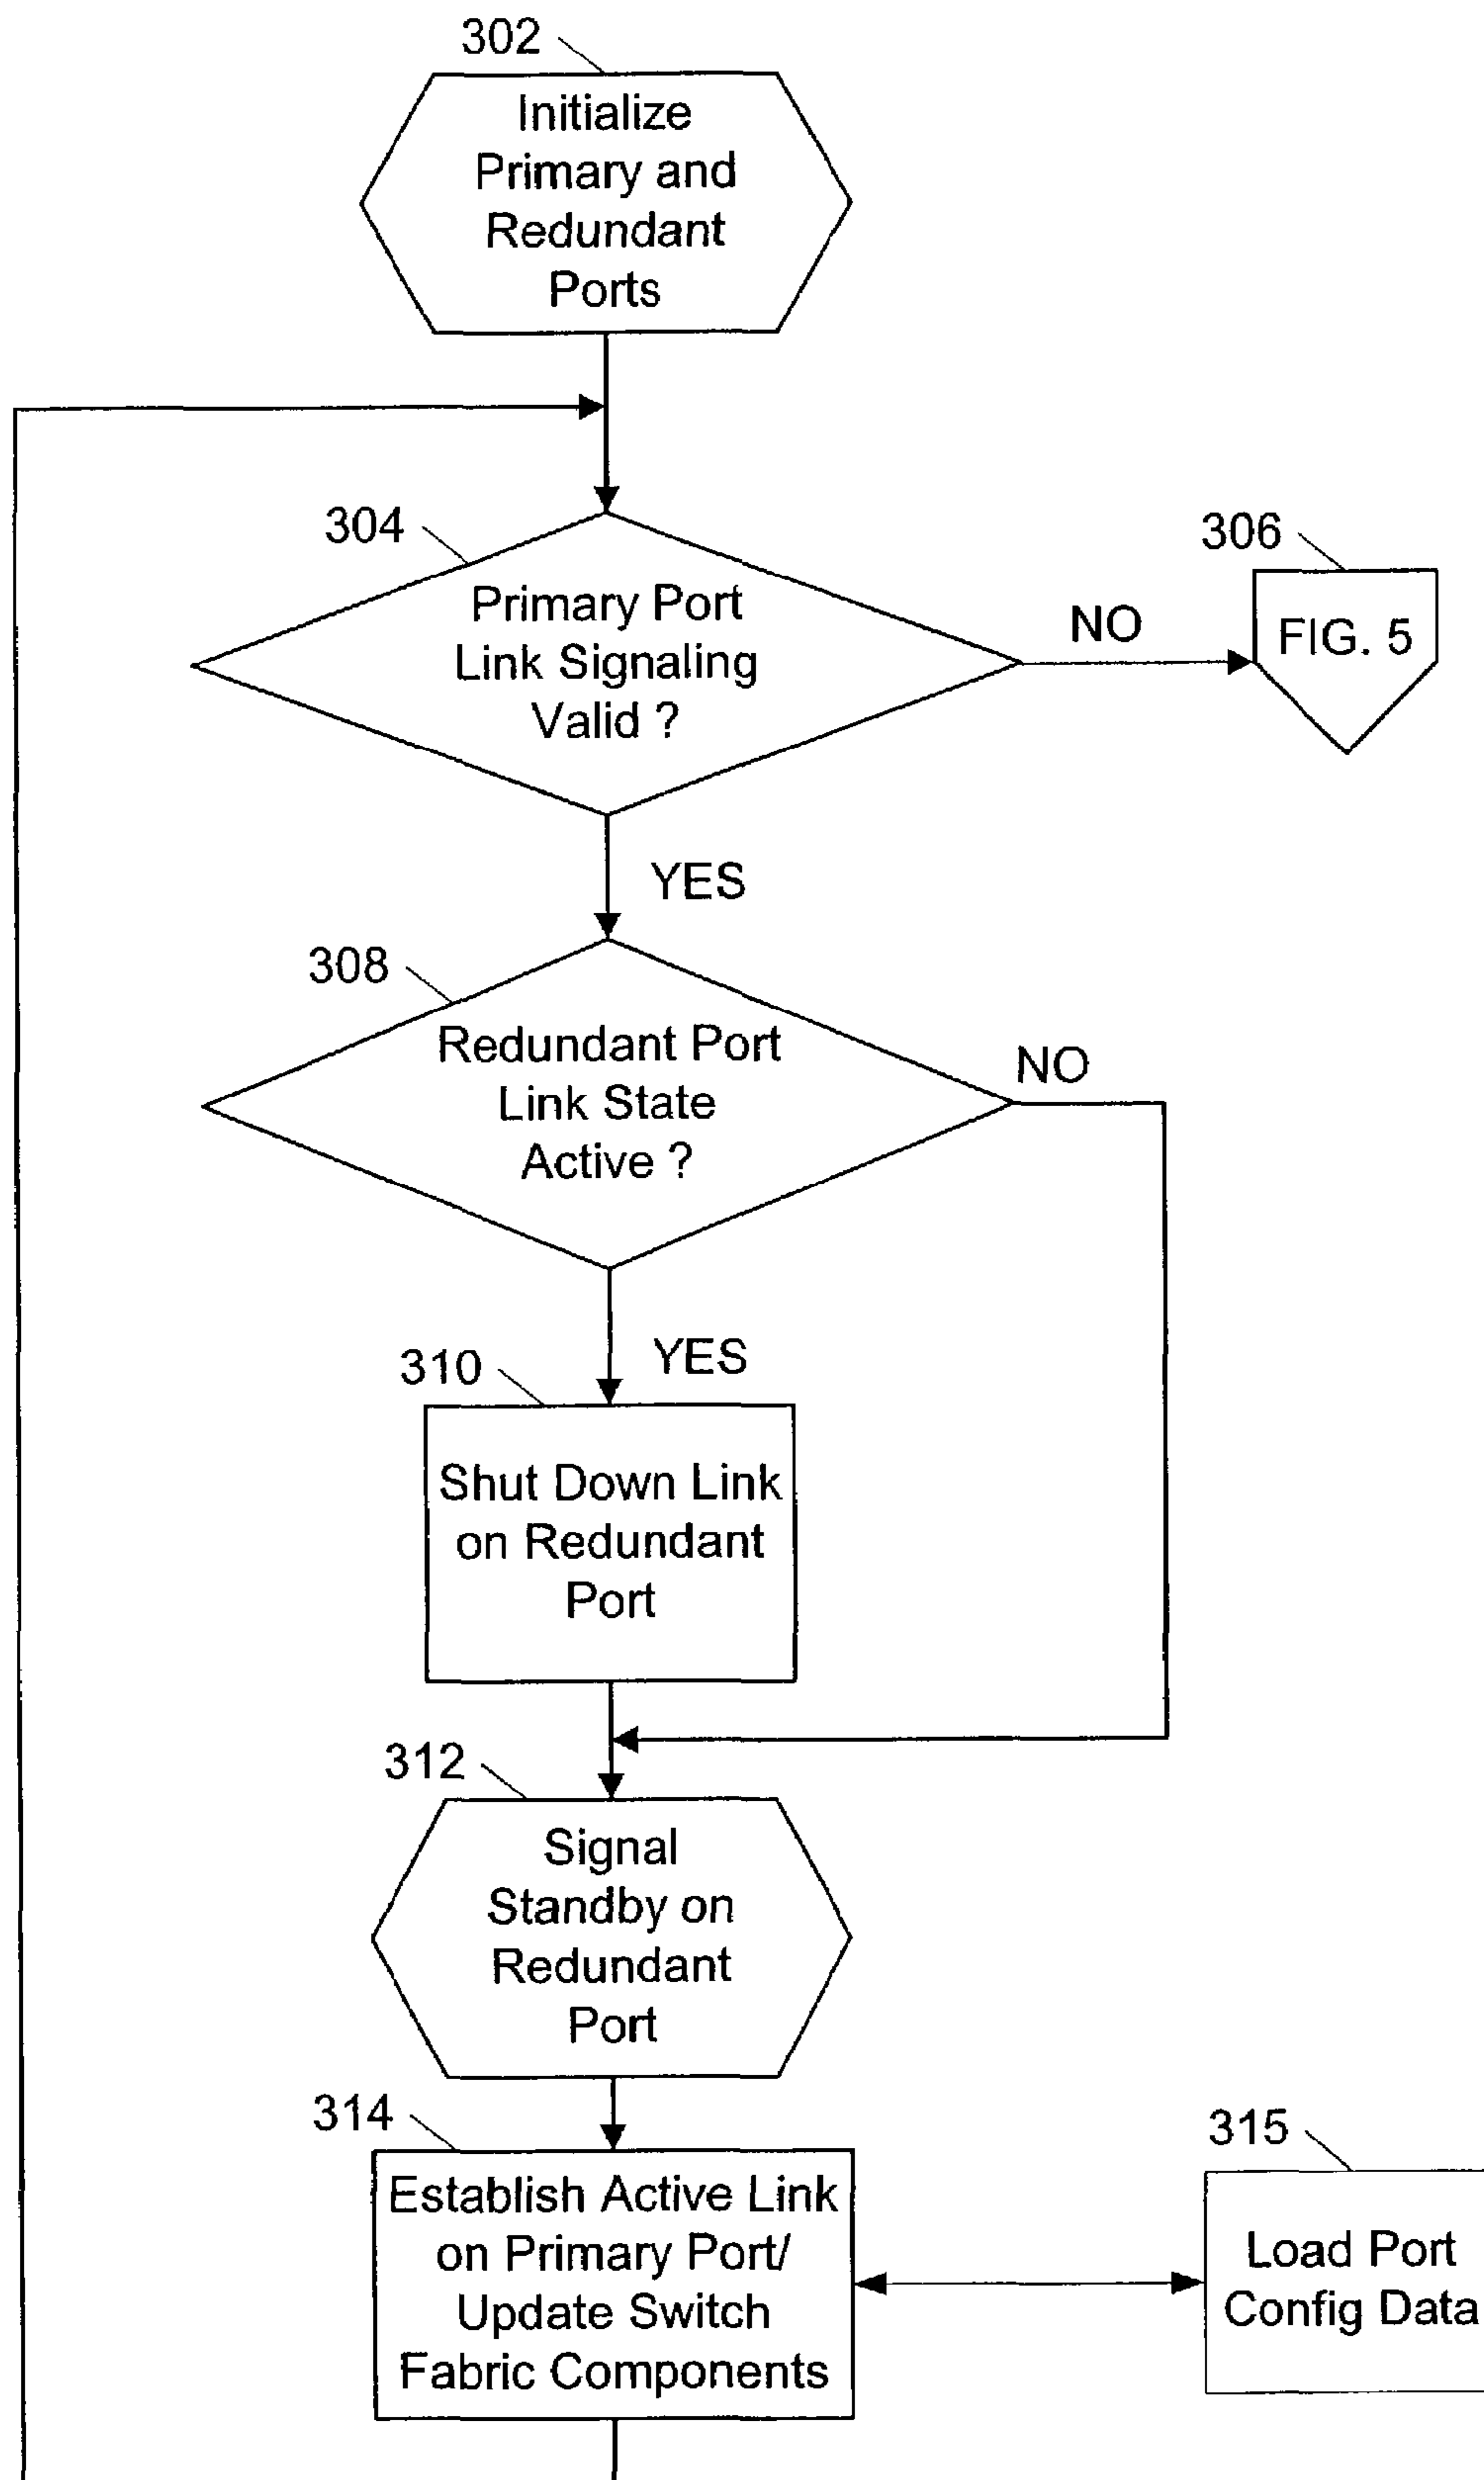 302
Initialize
Primary and
Redundant
Ports
304
Primary Port
Link Signaling
Valid ?
NO
306
FIG. 5
YES
308
Redundant Port
Link State
Active ?
NO
YES
310
Shut Down Link
on Redundant
Port
312
Signal
Standby on
Redundant
Port
314
Establish Active Link
on Primary Port/
Update Switch
Fabric Components
315
Load Port
Config Data